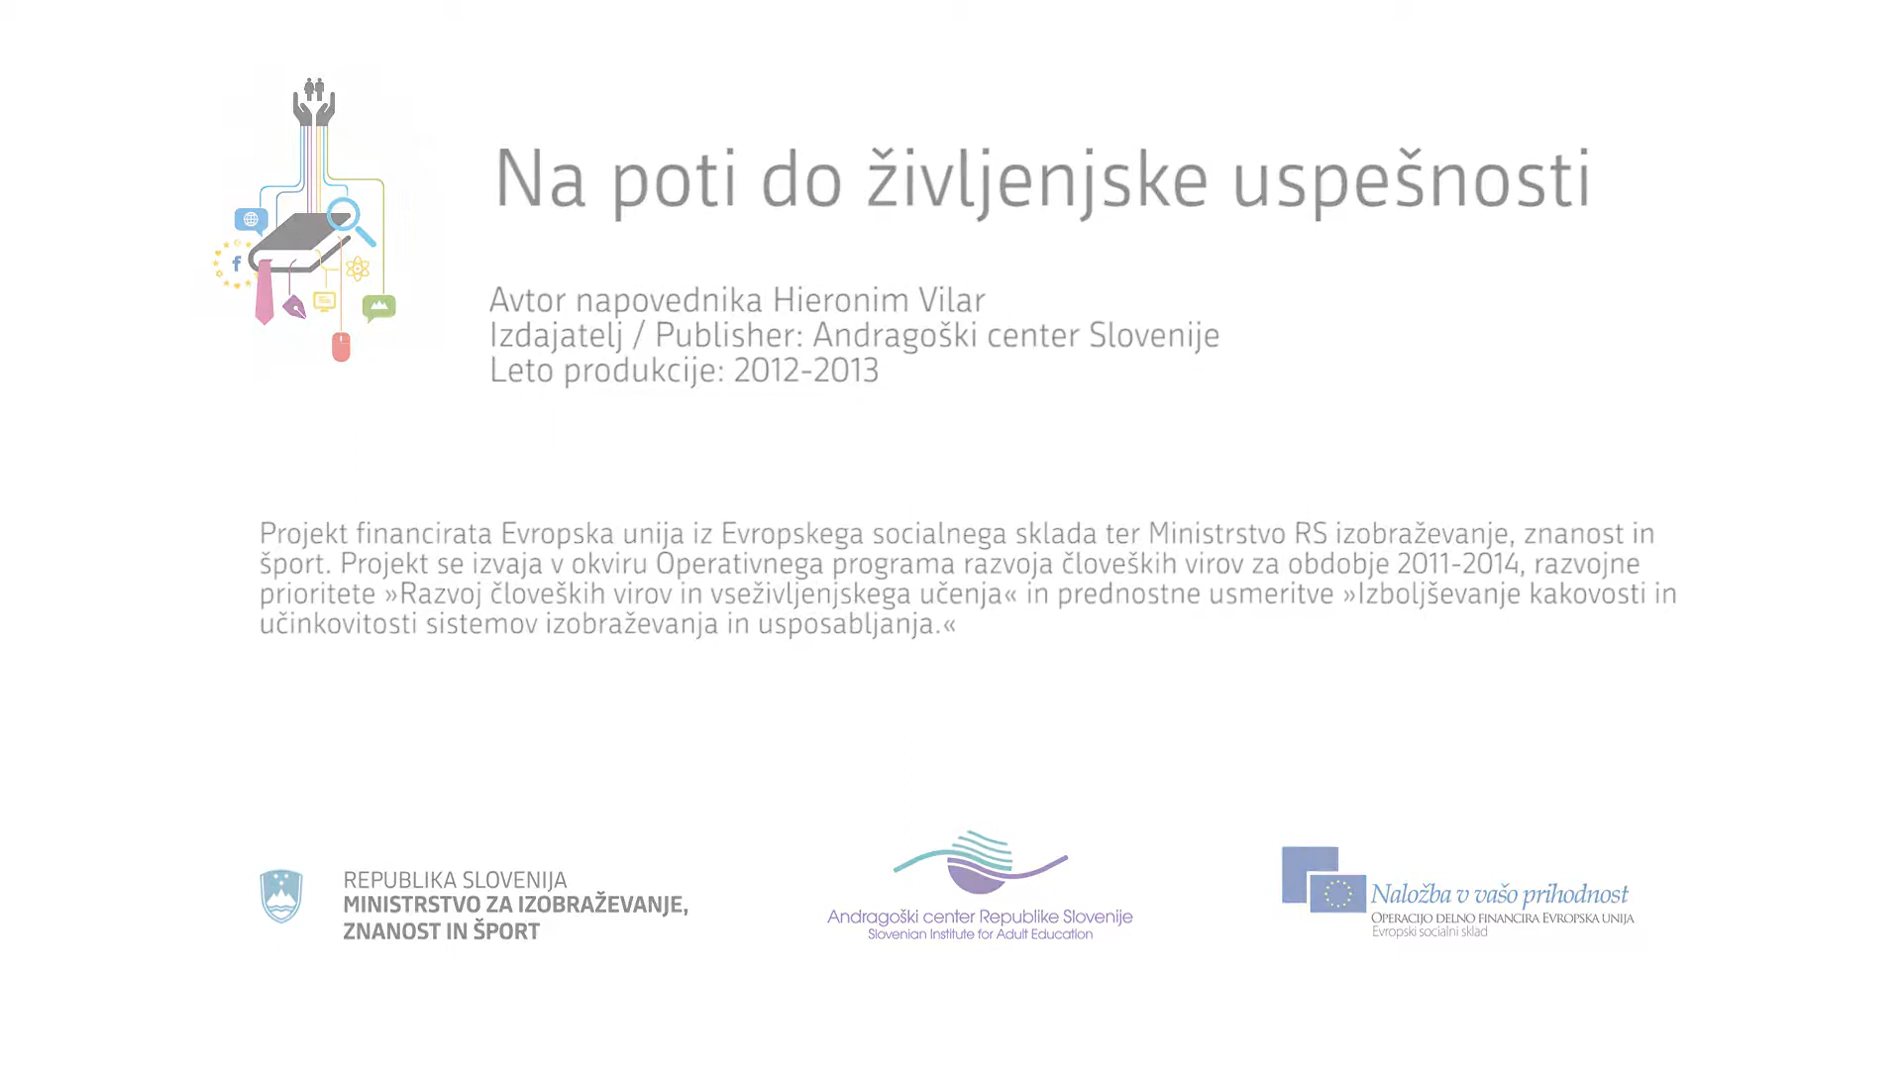 Na poti do življenjske uspešnosti
Avtor napovednika Hieronim Vilar
Izdajatelj / Publisher: Andragoški center Slovenije
Leto produkcije: 2012-2013
Projekt financirata Evropska unija iz Evropskega socialnega sklada ter Ministrstvo RS izobraževanje, znanost in
šport. Projekt se izvaja v okviru Operativnega programa razvoja človeških virov za obdobje 2011-2014, razvojne
prioritete »Razvoj človeških virov in vseživljenjskega učenja« in prednostne usmeritve »Izboljševanje kakovosti in
učinkovitosti sistemov izobraževanja in usposabljanja.«
REPUBLIKA SLOVENIJA
MINISTRSTVO ZA IZOBRAŽEVANJE,
ZNANOST IN ŠPORT
Andragoški center Republike Slovenije
Slovenian Institute for Adult Education
Naložba v vašo prihodnost
OPERACIJO DELNO FINANCIRA EVROPSKA UNIJA
Evropski socialni sklad